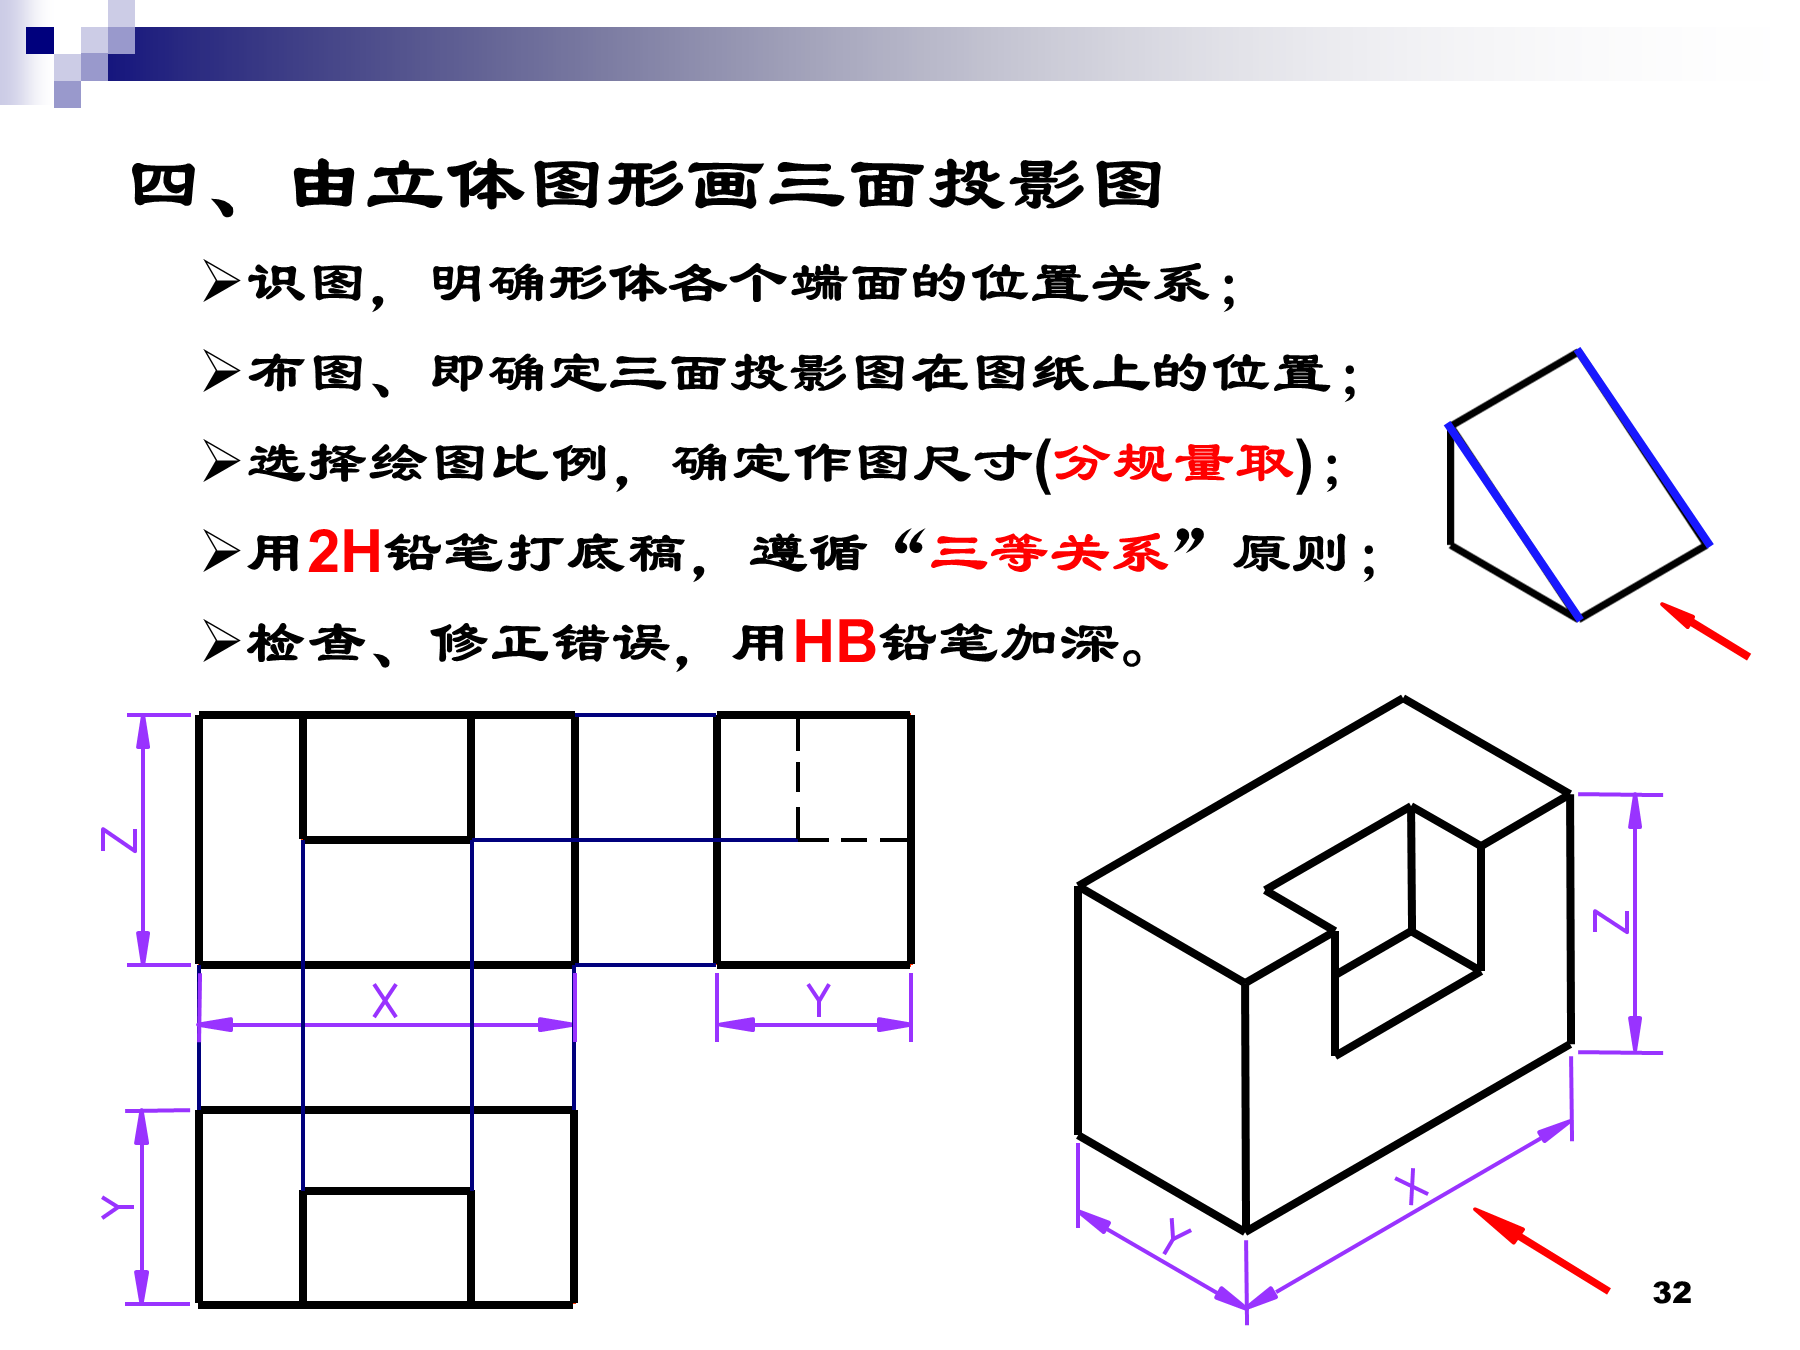 四、由立体图形画三面投影图
➢识图，明确形体各个端面的位置关系；
➢布图、即确定三面投影图在图纸上的位置；
➢选择绘图比例，确定作图尺寸(分规量取)；
➢用2H铅笔打底稿，遵循“三等关系”原则；
➢检查、修正错误，用HB铅笔加深。
Z
X
Y
Y
Z
X
Y
32